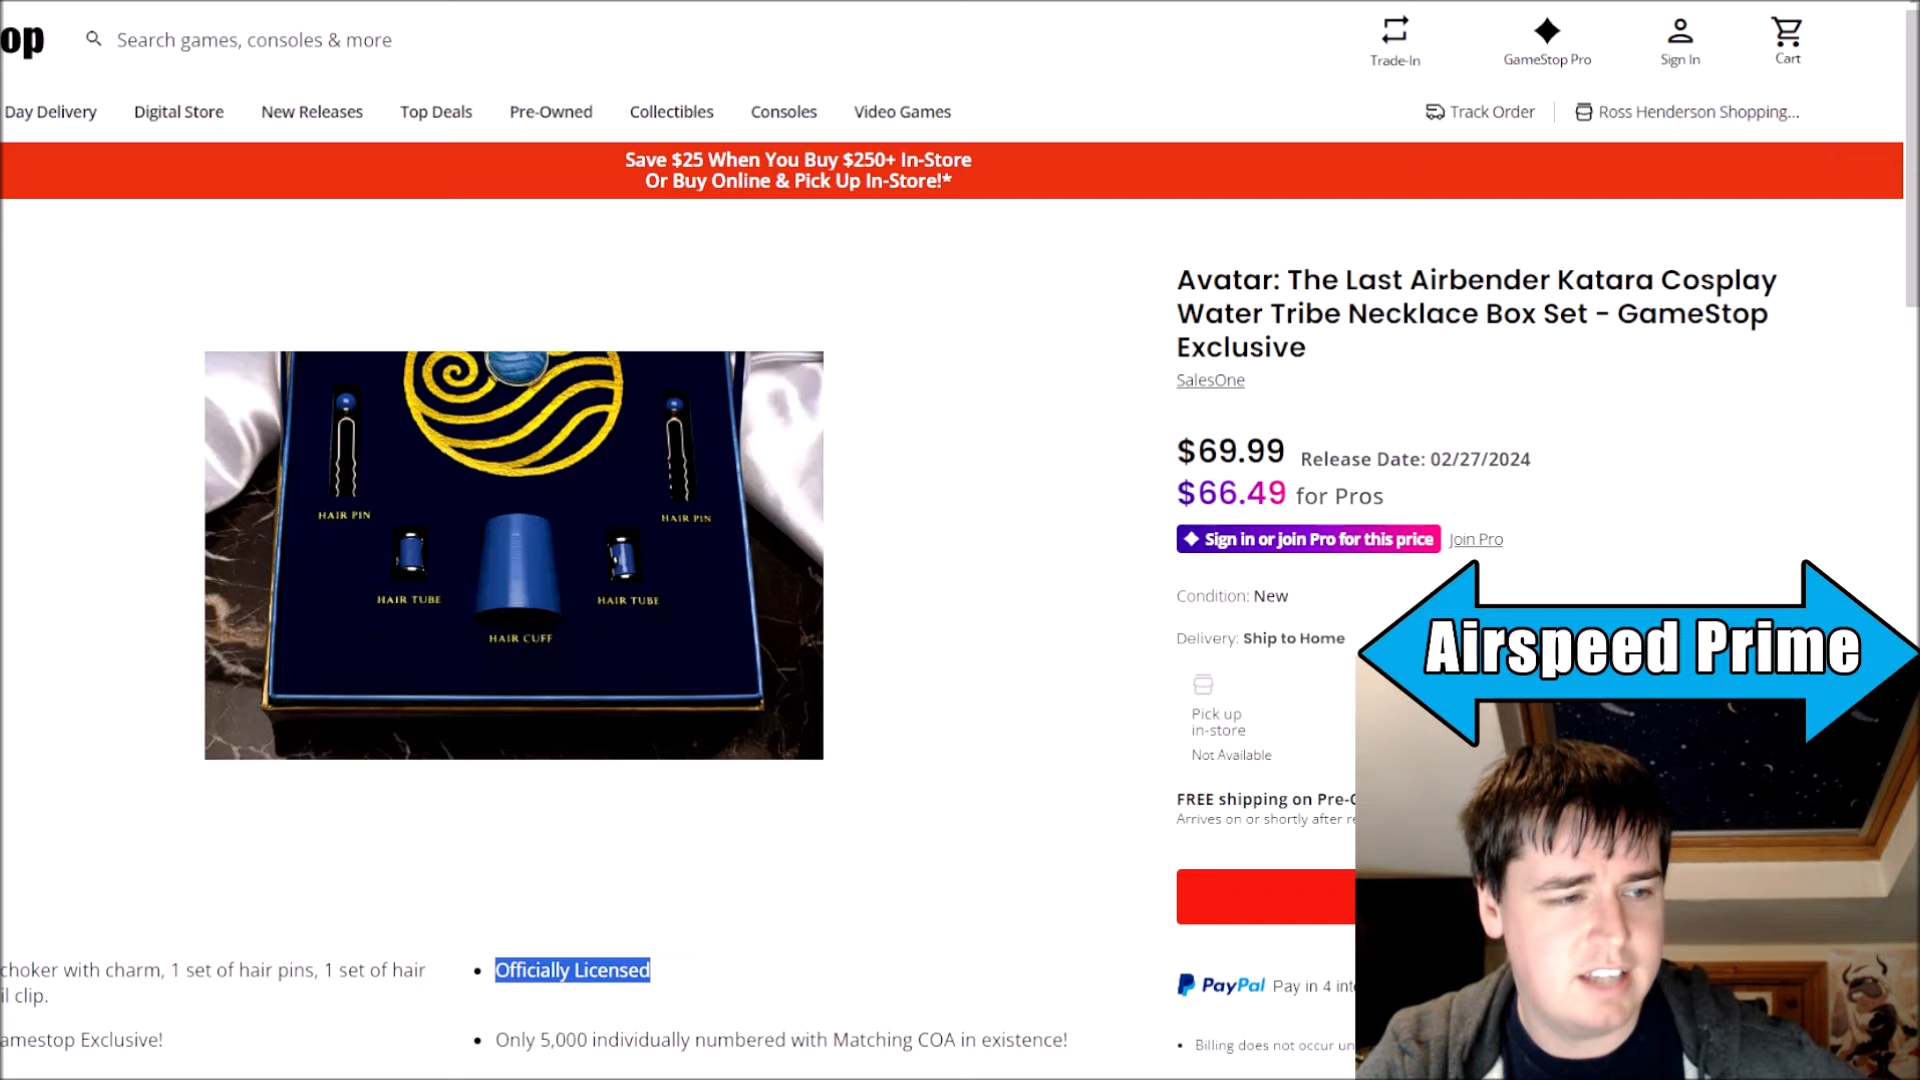 op
Search games, consoles & more
Trade-In
GameStop Pro
Sign In
Cart
Day Delivery
Digital Store
New Releases
Top Deals
Pre-Owned
Collectibles
Consoles
Video Games
Track Order
Ross Henderson Shopping...
Save $25 When You Buy $250+ In-Store
Or Buy Online & Pick Up In-Store!*
Avatar: The Last Airbender Katara Cosplay
Water Tribe Necklace Box Set - GameStop
Exclusive
SalesOne
$69.99 Release Date: 02/27/2024
$66.49 for Pros
Sign in or join Pro for this price Join Pro
Condition: New
Delivery: Ship to Home
Airspeed Prime
Pick up
in-store
Not Available
FREE shipping on Pre-
Arrives on or shortly after re
HAIR PIN
HAIR PIN
HAIR TUBE
HAIR TUBE
HAIR CUFF
choker with charm, 1 set of hair pins, 1 set of hair
il clip.
amestop Exclusive!
• Officially Licensed
• Only 5,000 individually numbered with Matching COA in existence!
PayPal Pay in 4 int
• Billing does not occur un